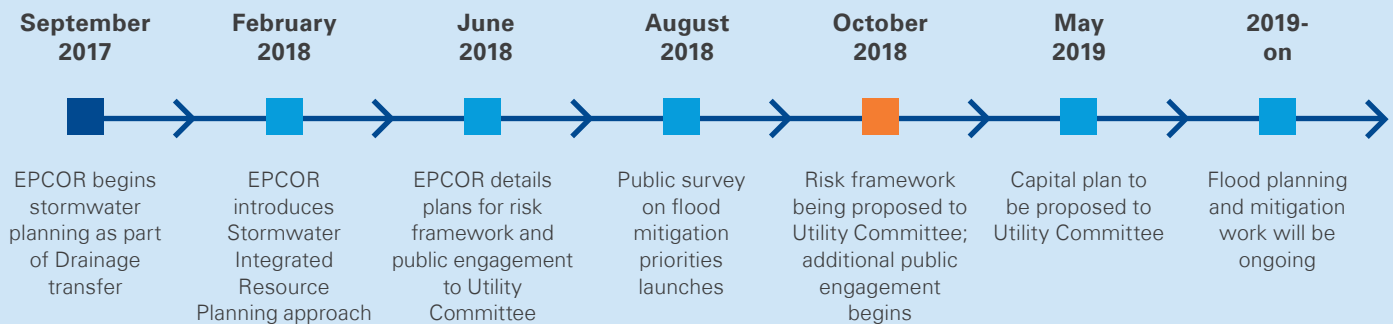 September
2017
February
2018
June
2018
August
2018
October
2018
May
2019
2019-
on
EPCOR begins
stormwater
planning as part
of Drainage
transfer
EPCOR
introduces
Stormwater
Integrated
Resource
Planning approach
EPCOR details
plans for risk
framework and
public engagement
to Utility
Committee
Public survey
on flood
mitigation
priorities
launches
Risk framework
being proposed to
Utility Committee;
additional public
engagement
begins
Capital plan to
be proposed to
Utility Committee
Flood planning
and mitigation
work will be
ongoing